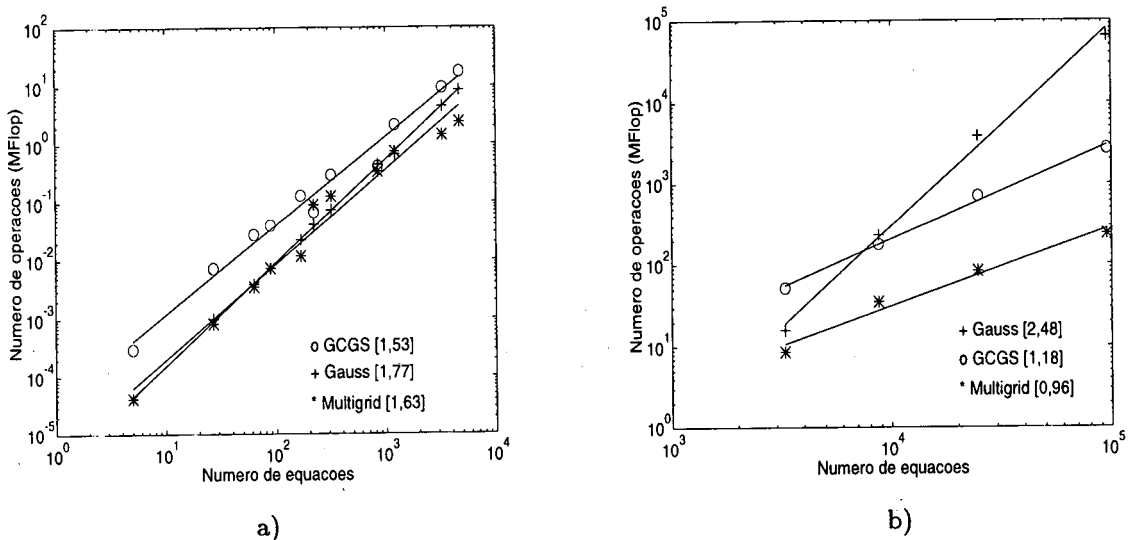 10^2
10^1
10^0
10^-1
10^-2
10^-3
10^-4
10^-5
Numero de operacoes (MFlop)
o GCGS [1,53]
+ Gauss [1,77]
* Multigrid [1,63]
10^0
10^1
10^2
10^3
10^4
Numero de equacoes
a)
10^5
10^4
10^3
10^2
10^1
10^0
Numero de operacoes (MFlop)
+ Gauss [2,48]
o GCGS [1,18]
* Multigrid [0,96]
10^3
10^4
10^5
Numero de equacoes
b)